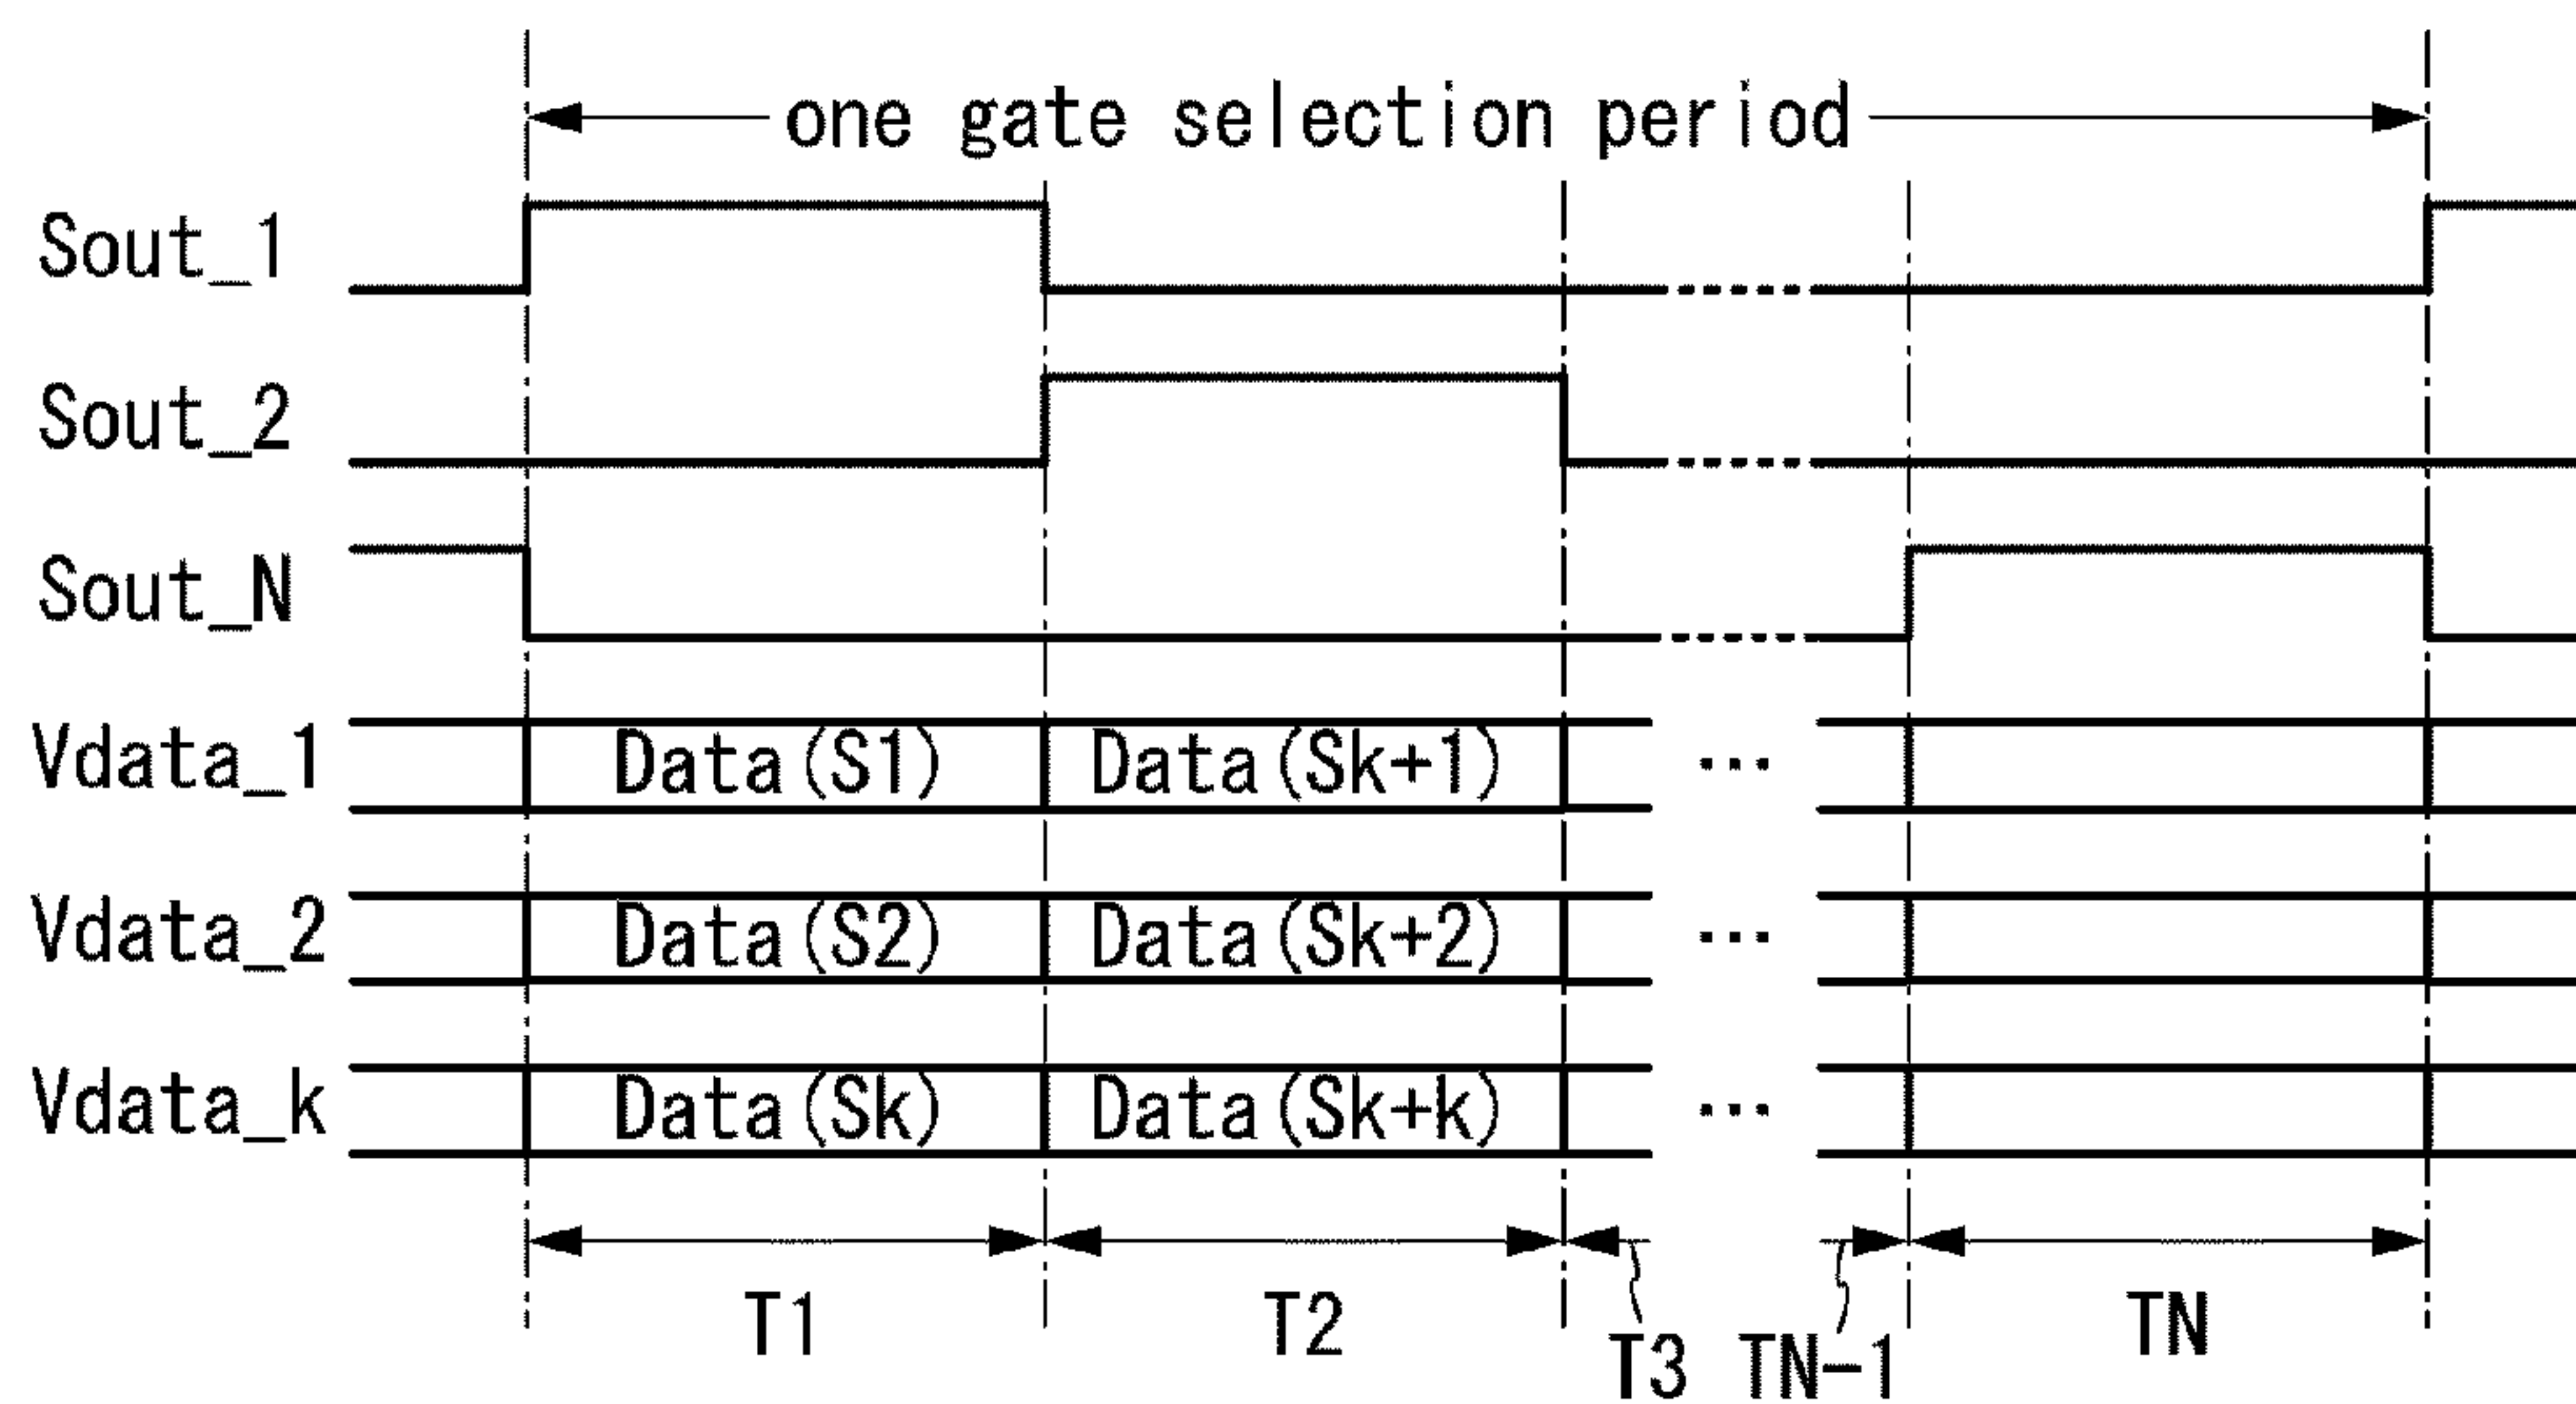 one gate selection period
Sout_1
Sout_2
Sout_N
Vdata_1 Data(S1) Data(Sk+1) ...
Vdata_2 Data(S2) Data(Sk+2) ...
Vdata_k Data(Sk) Data(Sk+k) ...
T1 T2 TN
T3 TN-1